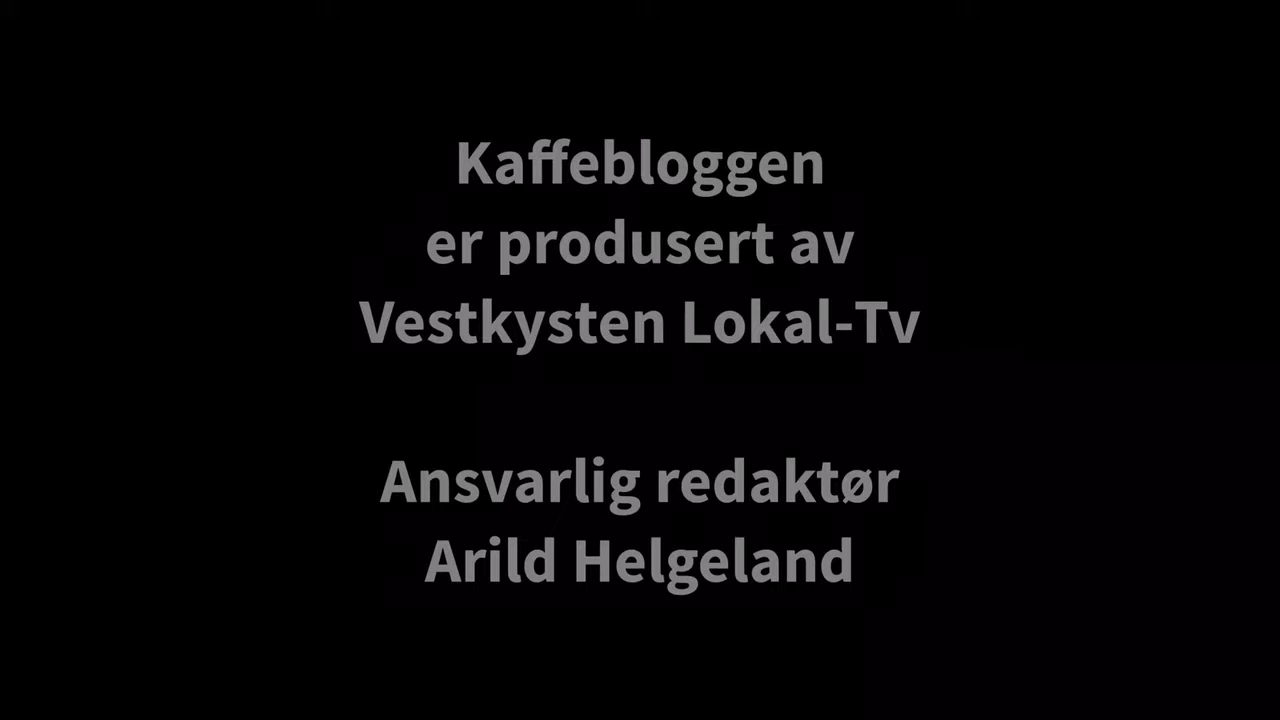 Kaffebloggen
er produsert av
Vestkysten Lokal-Tv
Ansvarlig redaktør
Arild Helgeland